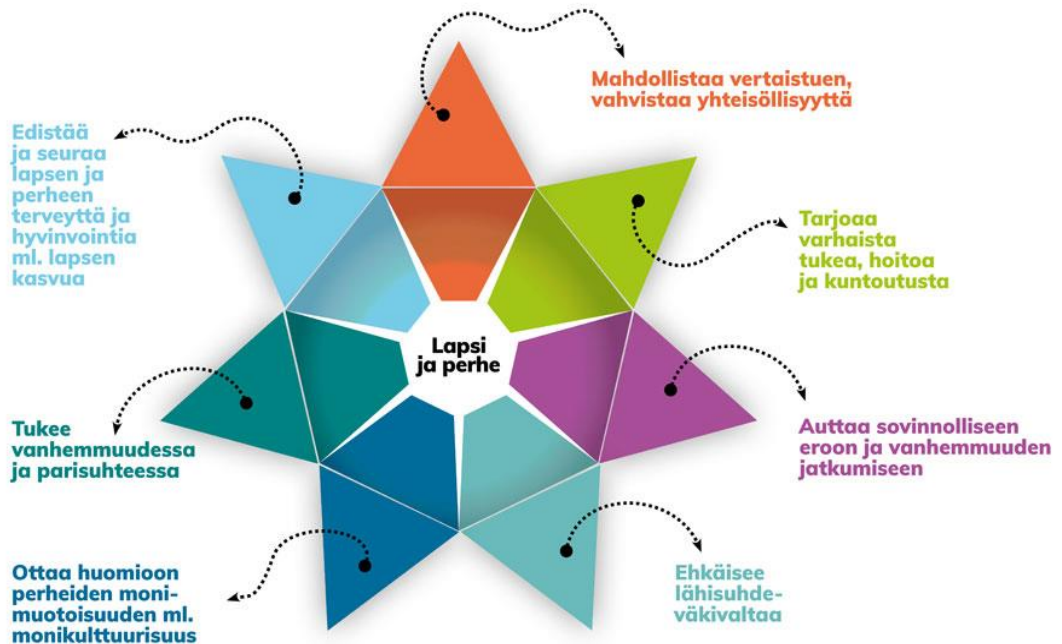 Mahdollistaa vertaistuen,
vahvistaa yhteisöllisyyttä
Edistää
ja seuraa
lapsen ja
perheen
terveyttä ja
hyvinvointia
ml. lapsen
kasvua
Tarjoaa
varhaista
tukea, hoitoa
ja kuntoutusta
Lapsi
ja perhe
Tukee
vanhemmuudessa
ja parisuhteessa
Auttaa sovinnolliseen
eroon ja vanhemmuuden
jatkumiseen
Ottaa huomioon
perheiden moni-
muotoisuuden ml.
monikulttuurisuus
Ehkäisee
lähisuhde-
väkivaltaa